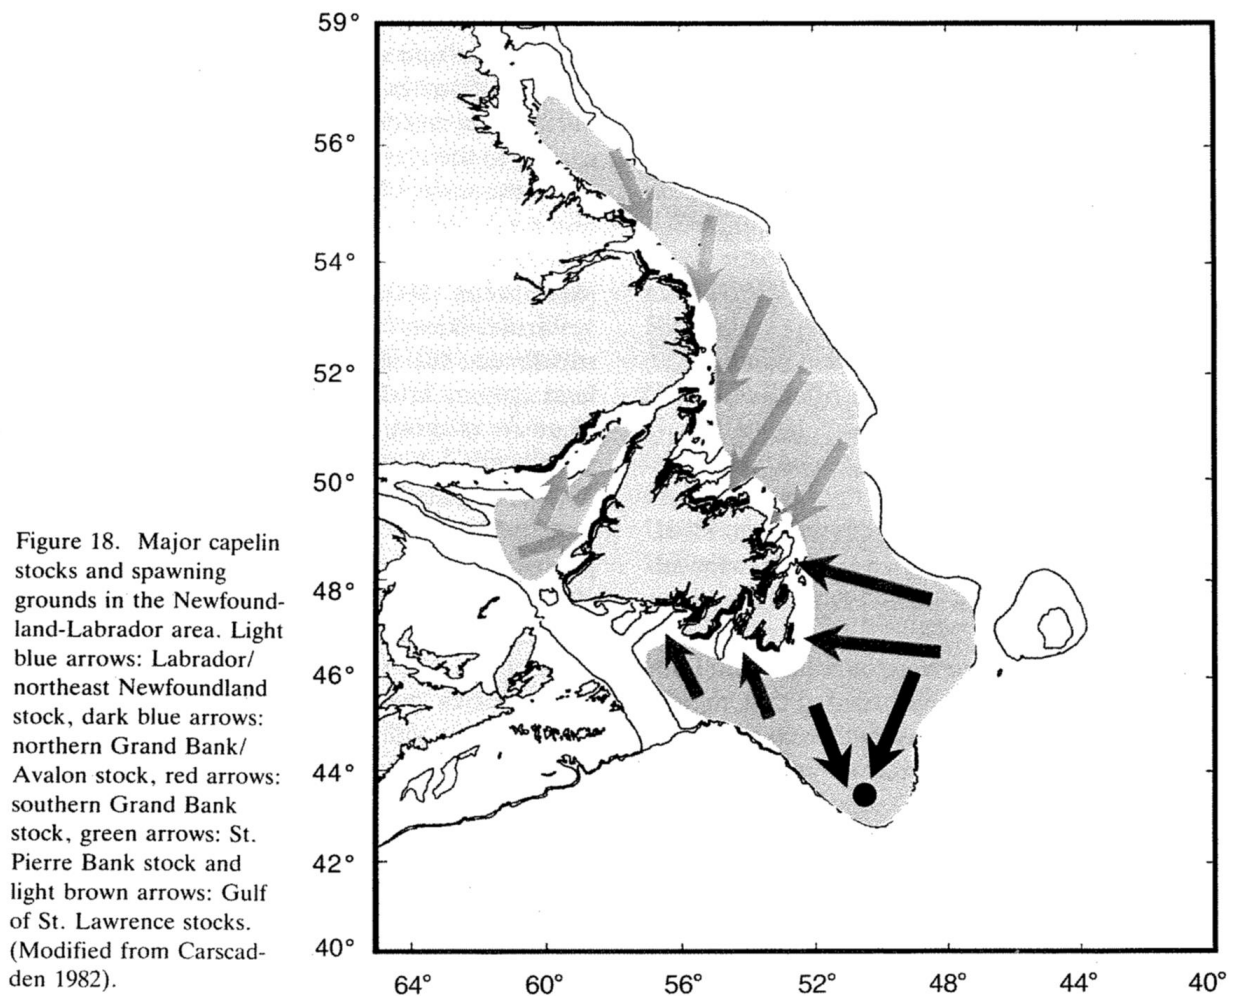 59°
56°
54°
52°
50°
48°
46°
44°
42°
40°
64°
60°
56°
52°
48°
44°
40°
Figure 18. Major capelin
stocks and spawning
grounds in the Newfound-
land-Labrador area. Light
blue arrows: Labrador/
northeast Newfoundland
stock, dark blue arrows:
northern Grand Bank/
Avalon stock, red arrows:
southern Grand Bank
stock, green arrows: St.
Pierre Bank stock and
light brown arrows: Gulf
of St. Lawrence stocks.
(Modified from Carscad-
den 1982).